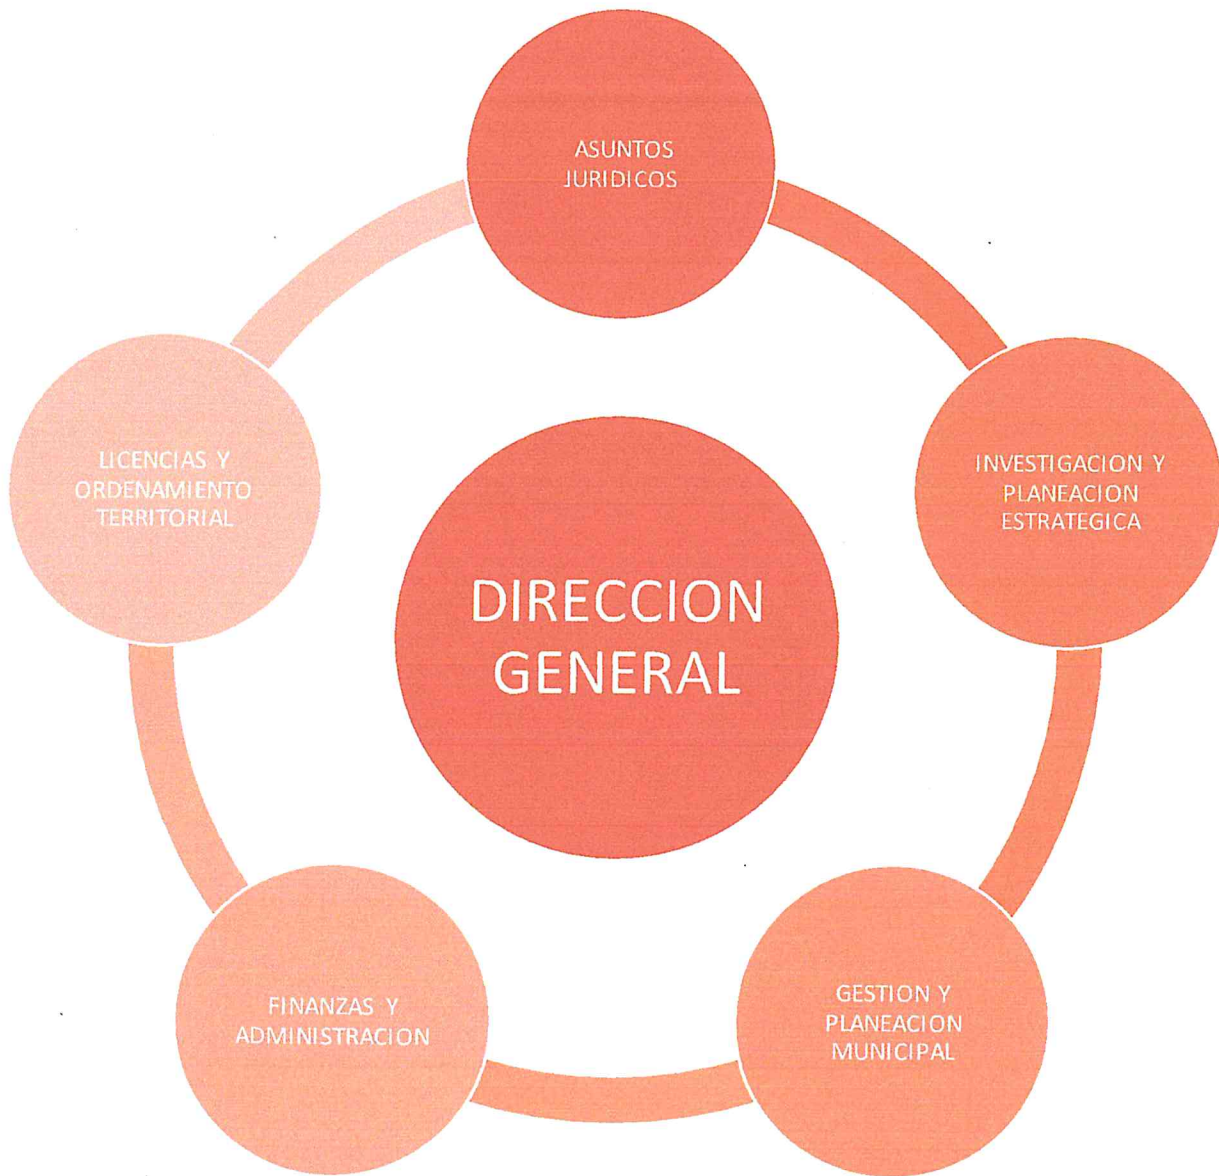 ASUNTOS
JURIDICOS
INVESTIGACION Y
PLANEACION
ESTRATEGICA
GESTION Y
PLANEACION
MUNICIPAL
FINANZAS Y
ADMINISTRACION
LICENCIAS Y
ORDENAMIENTO
TERRITORIAL
DIRECCION
GENERAL